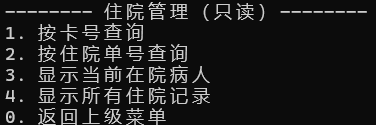 -------- 住院管理 (只读) --------
1. 按卡号查询
2. 按住院单号查询
3. 显示当前在院病人
4. 显示所有住院记录
0. 返回上级菜单